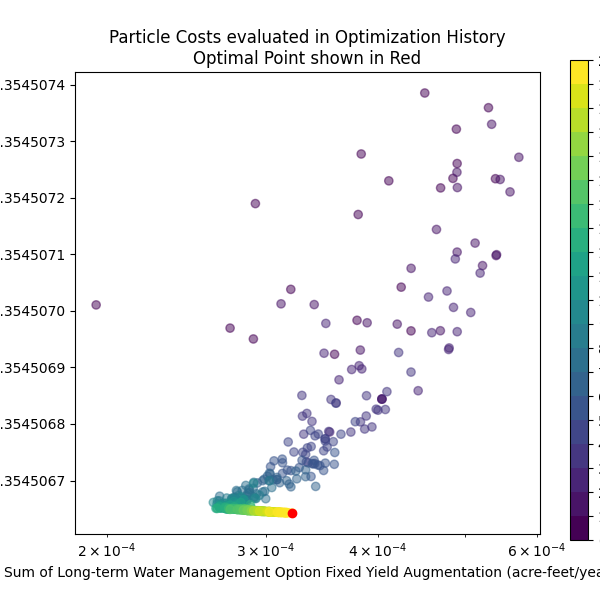 Particle Costs evaluated in Optimization History
Optimal Point shown in Red
.3545074
.3545073
.3545072
.3545071
.3545070
.3545069
.3545068
.3545067
2 × 10⁻⁴
3 × 10⁻⁴
4 × 10⁻⁴
6 × 10⁻⁴
Sum of Long-term Water Management Option Fixed Yield Augmentation (acre-feet/yea